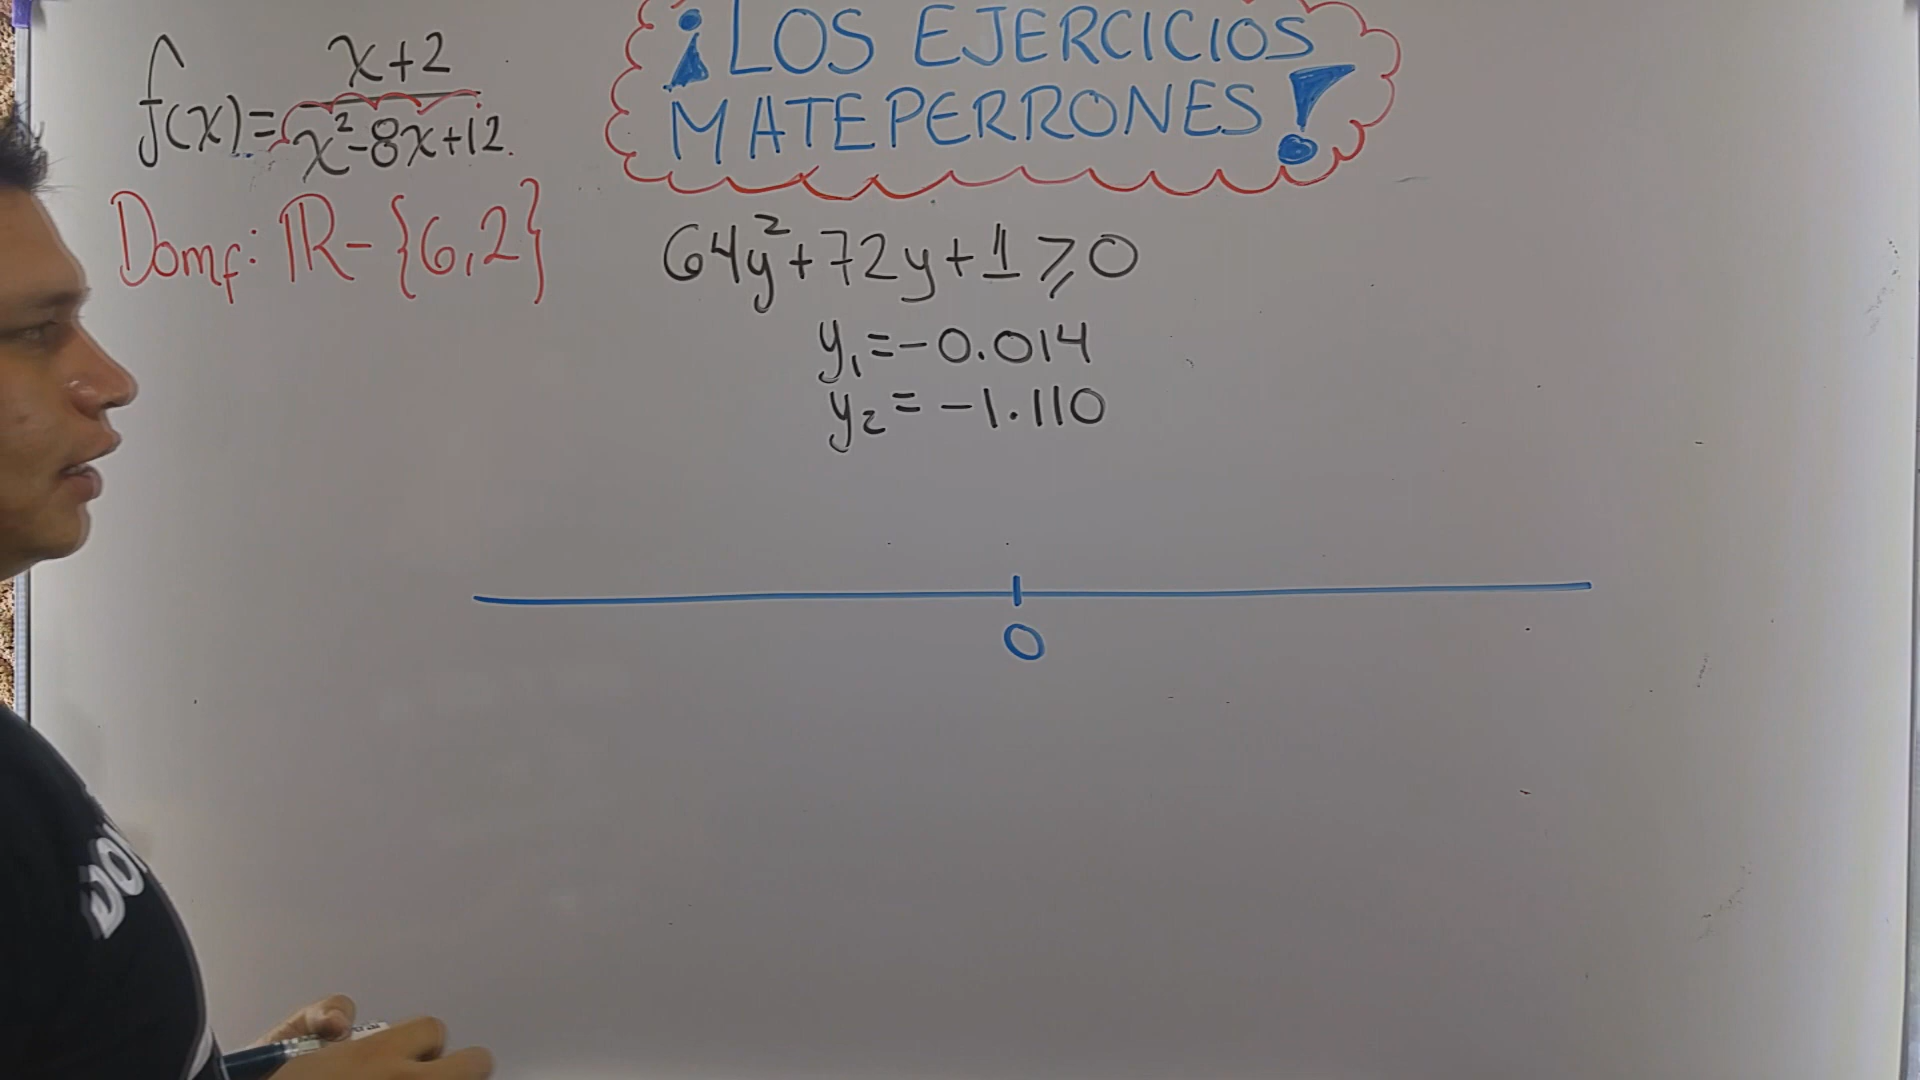 f(x)= x+2 / x²-8x+12.
Domf: ℝ-{6,2}
¡LOS EJERCICIOS
MATEPERRONES!
64y²+72y+1⩾0
y₁=-0.014
y₂=-1.110
0